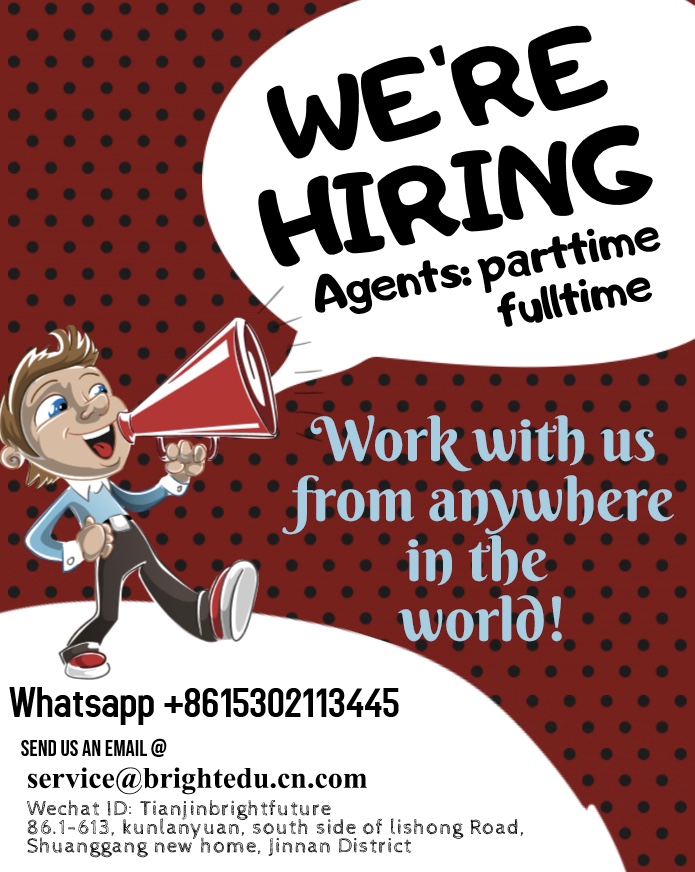 WE'RE
HIRING
Agents: parttime
fulltime
Work with us
from anywhere
in the
world!
Whatsapp +8615302113445
SEND US AN EMAIL @
service@brightedu.cn.com
Wechat ID: Tianjinbrightfuture
86.1-613, kunlanyuan, south side of lishong Road,
Shuanggang new home, Jinnan District